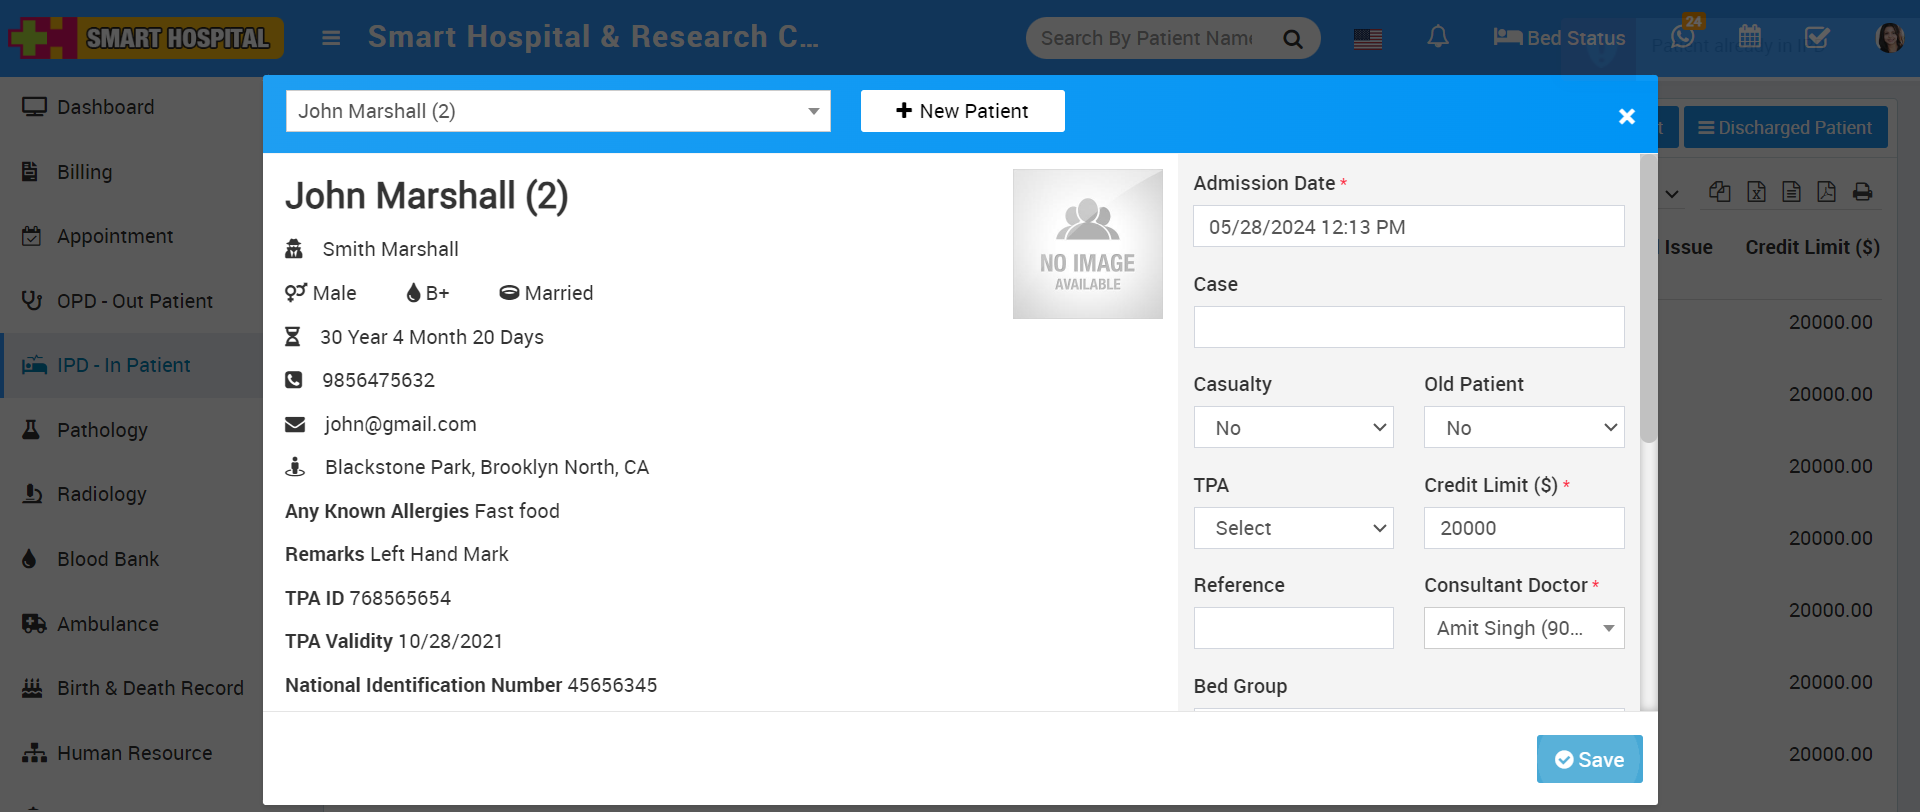 SMART HOSPITAL
Smart Hospital & Research C...
Search By Patient Name
Bed Status
24
Patient already in
Dashboard
Billing
Appointment
OPD - Out Patient
IPD - In Patient
Pathology
Radiology
Blood Bank
Ambulance
Birth & Death Record
Human Resource
John Marshall (2)
New Patient
John Marshall (2)
Smith Marshall
Male B+ Married
30 Year 4 Month 20 Days
9856475632
john@gmail.com
Blackstone Park, Brooklyn North, CA
Any Known Allergies Fast food
Remarks Left Hand Mark
TPA ID 768565654
TPA Validity 10/28/2021
National Identification Number 45656345
NO IMAGE
AVAILABLE
Admission Date *
05/28/2024 12:13 PM
Case
Casualty Old Patient
No No
TPA Credit Limit ($) *
Select 20000
Reference Consultant Doctor *
Amit Singh (90...
Bed Group
Save
t Discharged Patient
Issue Credit Limit ($)
20000.00
20000.00
20000.00
20000.00
20000.00
20000.00
20000.00